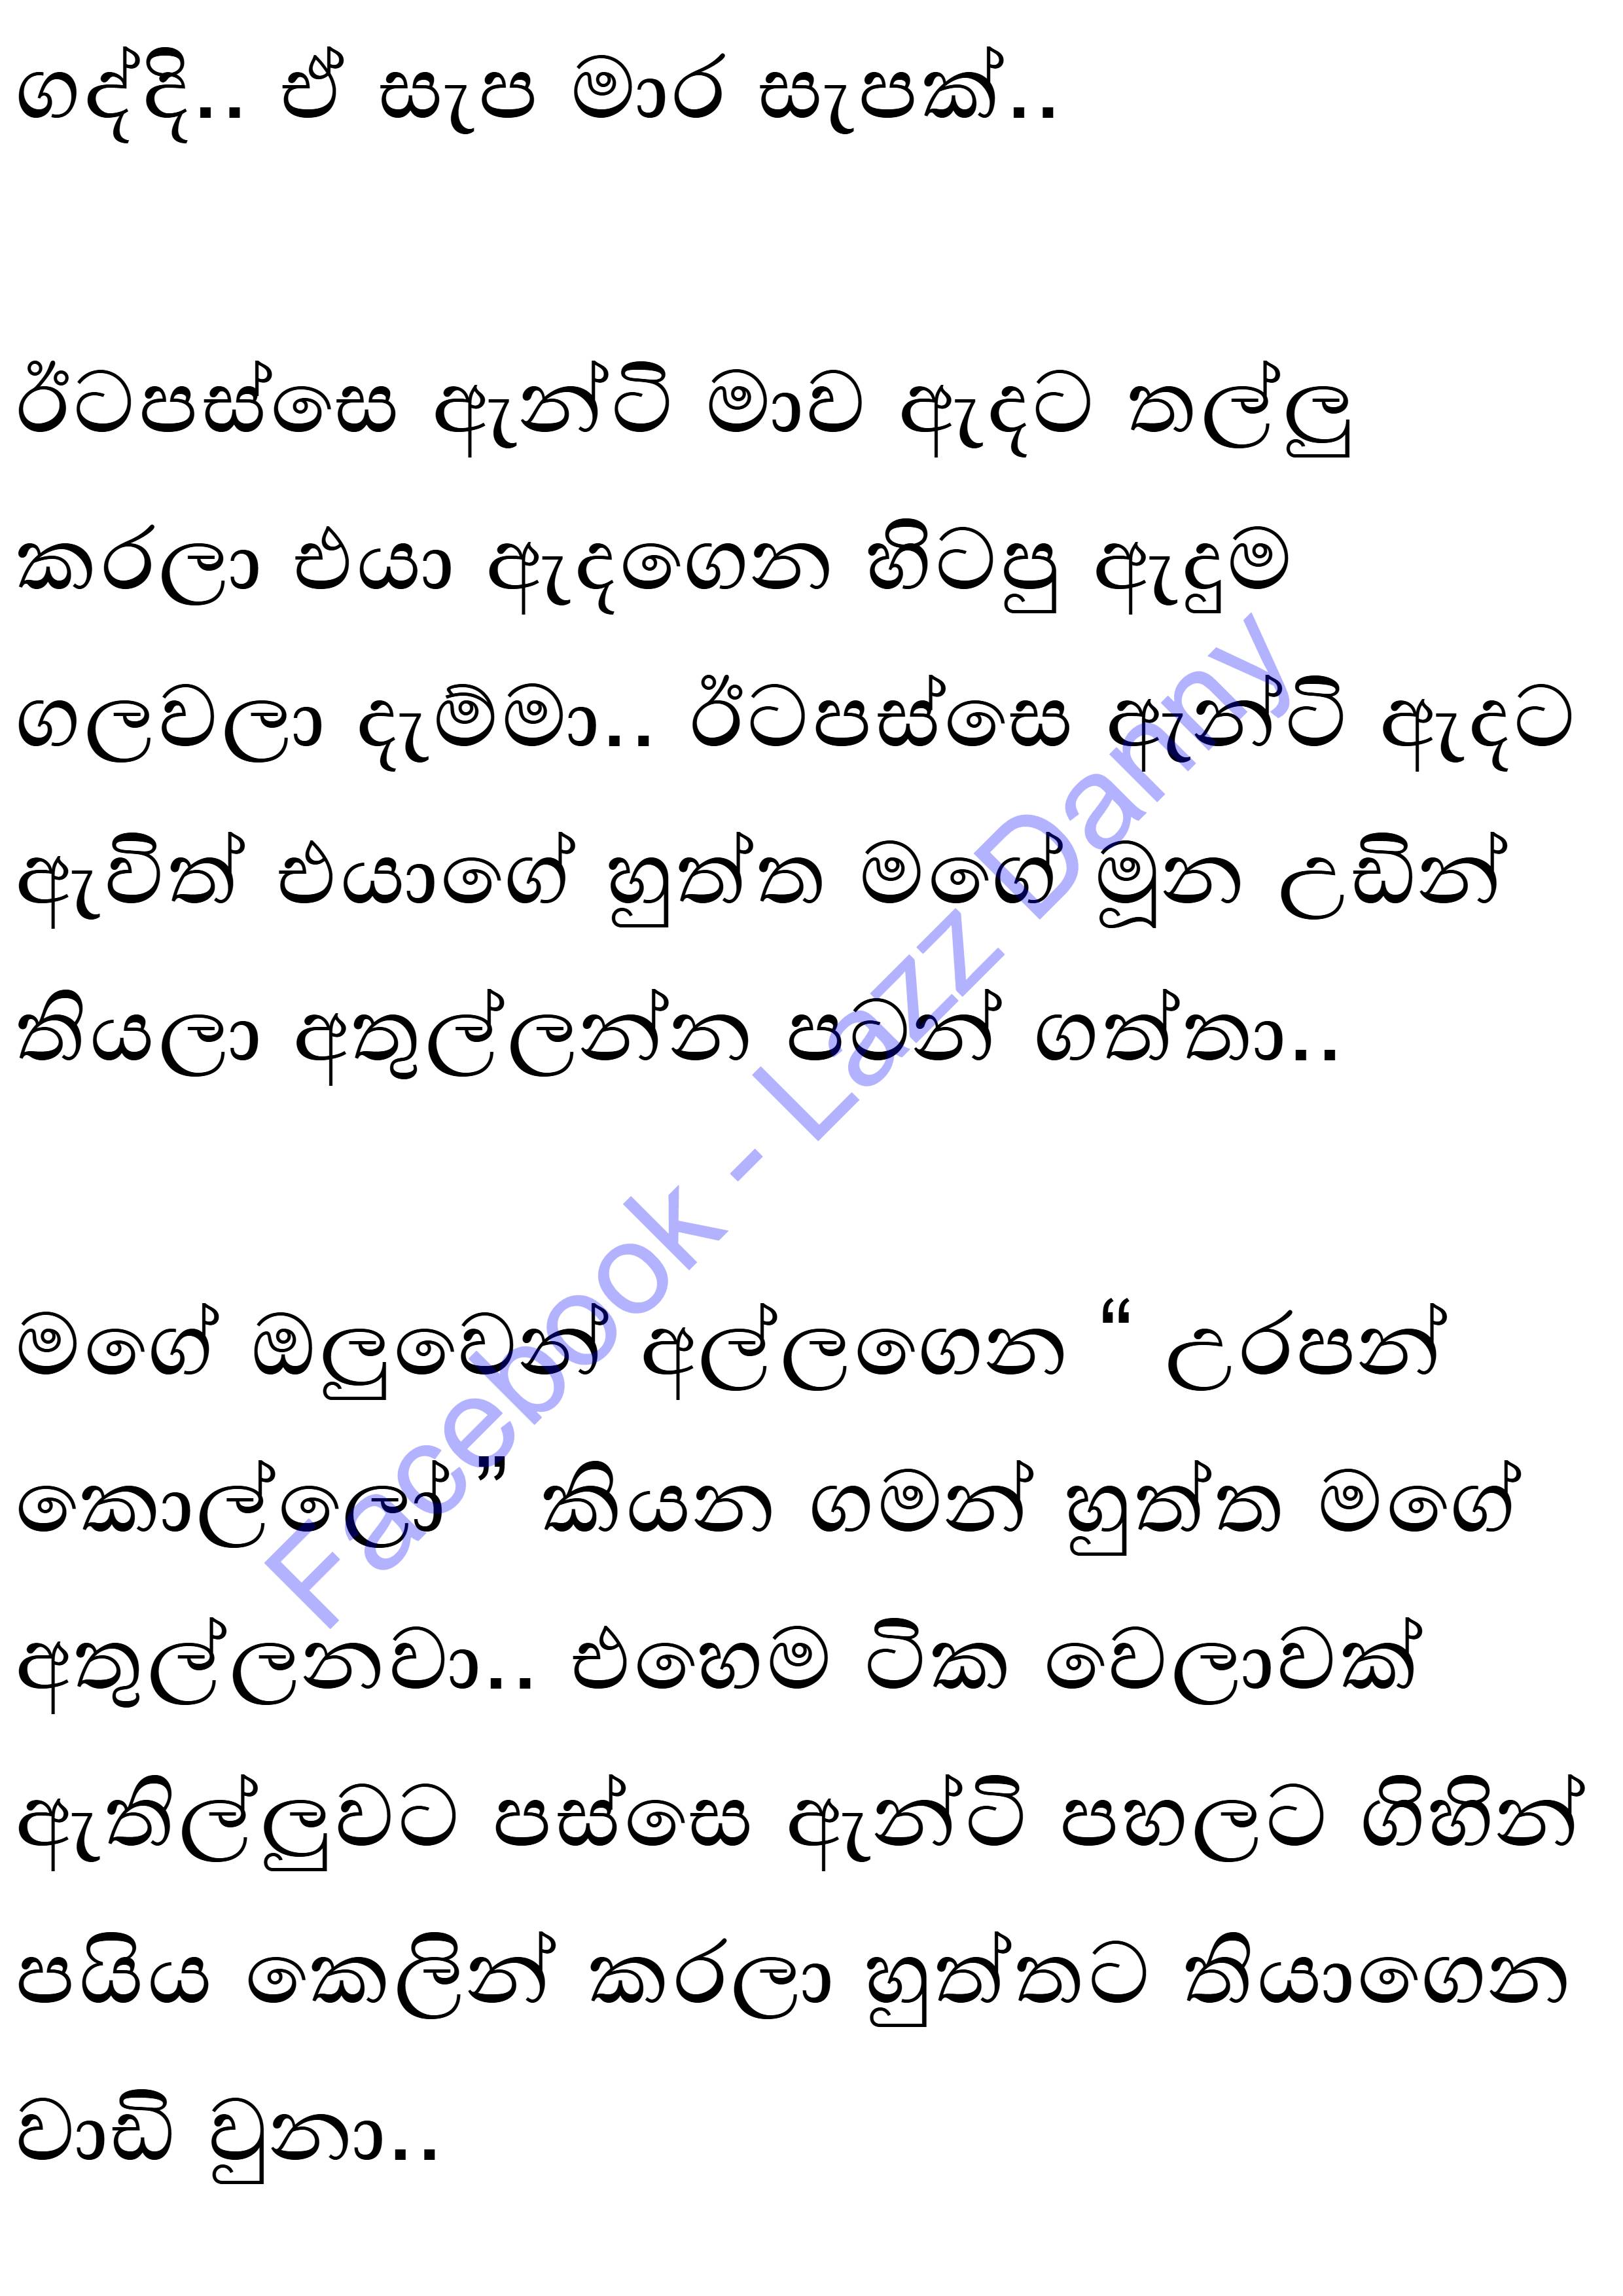 ගද්දි.. ඒ සැප මාර සැපක්..
ඊටපස්සෙ ඇන්ටි මාව ඇදට තල්ලු
කරලා එයා ඇදගෙන හිටපු ඇදුම
ගලවලා දැම්මා.. ඊටපස්සෙ ඇන්ටි ඇදට
ඇවිත් එයාගේ හුත්ත මගේ මූන උඩින්
තියලා අතුල්ලන්න පටන් ගත්තා..
මගේ ඔලුවෙන් අල්ලගෙන “ උරපන්
කොල්ලෝ ” කියන ගමන් හුත්ත මගේ
අතුල්ලනවා.. එහෙම ටික වෙලාවක්
ඇතිල්ලුවට පස්සෙ ඇන්ටි පහලට ගිහින්
පයිය කෙලින් කරලා හුත්තට තියාගෙන
වාඩි වුනා..
Facebook - Lazz Danny